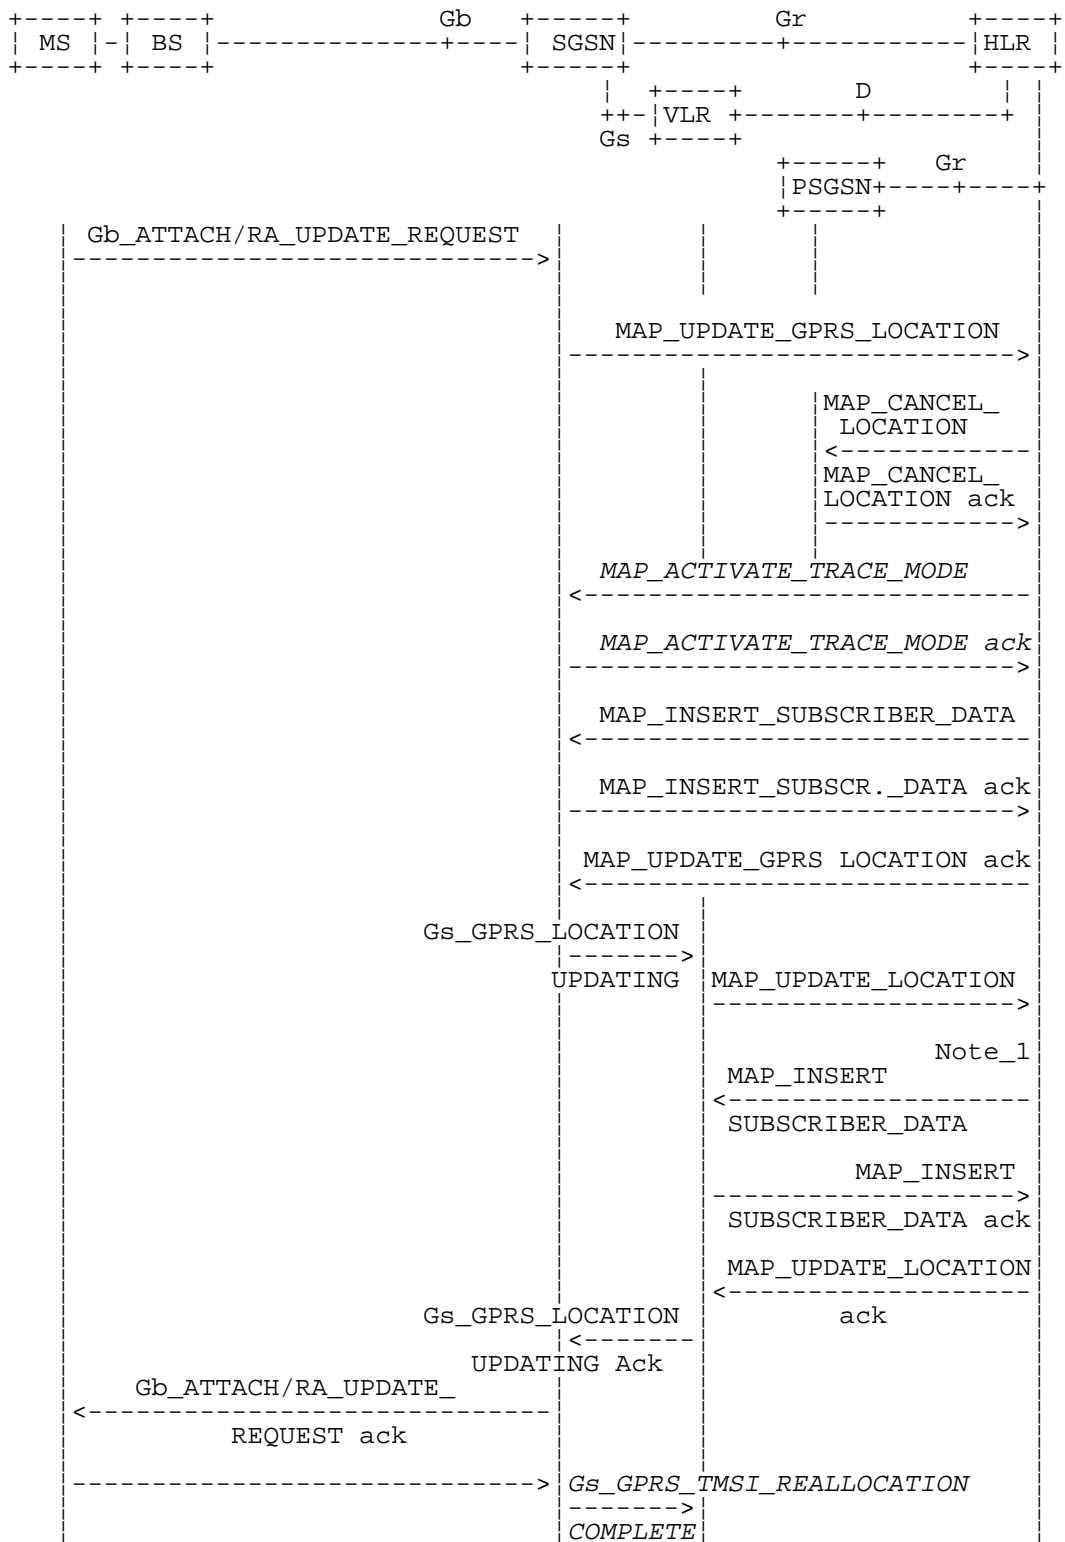 Gb Gr
MS BS SGSN HLR
D
VLR
Gs
Gr
PSGSN
Gb_ATTACH/RA_UPDATE_REQUEST
MAP_UPDATE_GPRS_LOCATION
MAP_CANCEL_
LOCATION
MAP_CANCEL_
LOCATION ack
MAP_ACTIVATE_TRACE_MODE
MAP_ACTIVATE_TRACE_MODE ack
MAP_INSERT_SUBSCRIBER_DATA
MAP_INSERT_SUBSCR._DATA ack
MAP_UPDATE_GPRS LOCATION ack
Gs_GPRS_LOCATION
UPDATING MAP_UPDATE_LOCATION
Note_1
MAP_INSERT
SUBSCRIBER_DATA
MAP_INSERT
SUBSCRIBER_DATA ack
MAP_UPDATE_LOCATION
Gs_GPRS_LOCATION ack
UPDATING Ack
Gb_ATTACH/RA_UPDATE_
REQUEST ack
Gs_GPRS_TMSI_REALLOCATION
COMPLETE